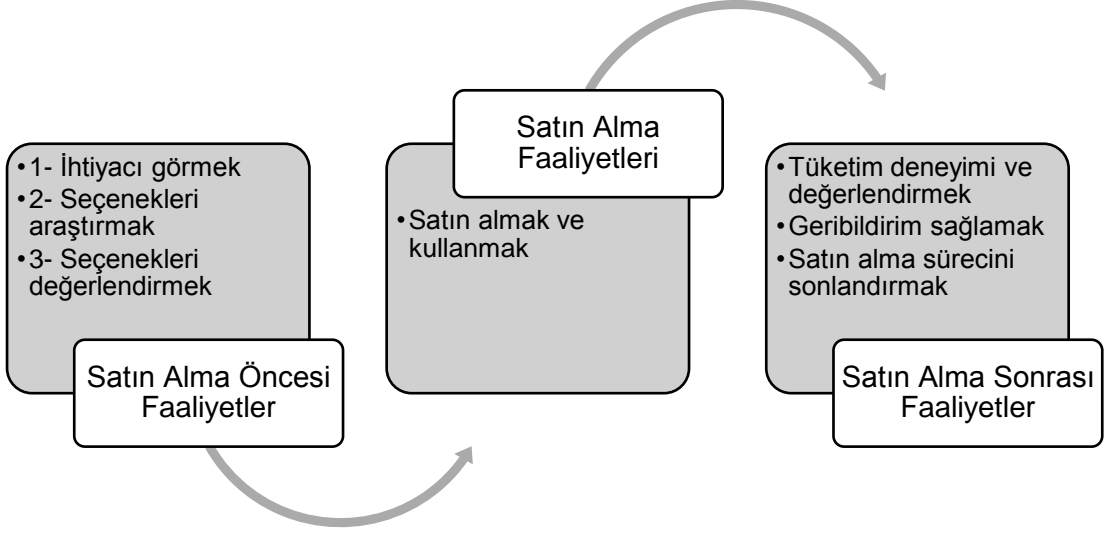 •1- İhtiyacı görmek
•2- Seçenekleri
araştırmak
•3- Seçenekleri
değerlendirmek
Satın Alma Öncesi
Faaliyetler
Satın Alma
Faaliyetleri
•Satın almak ve
kullanmak
•Tüketim deneyimi ve
değerlendirmek
•Geribildirim sağlamak
•Satın alma sürecini
sonlandırmak
Satın Alma Sonrası
Faaliyetler